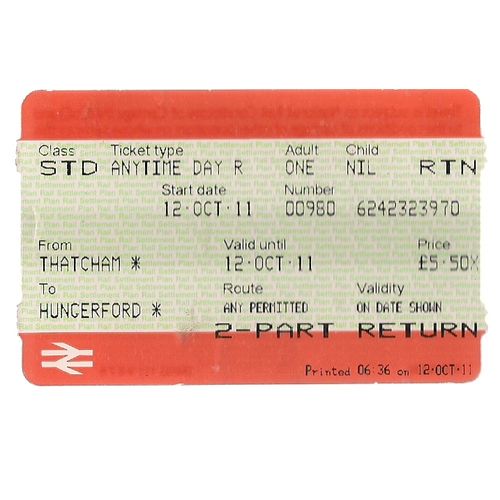 Class Ticket type Adult Child
STD ANYTIME DAY R ONE NIL RTN
Start date Number
12·OCT·11 00980 6242323970
From Valid until Price
THATCHAM * 12·OCT·11 £5·50X
To Route Validity
HUNGERFORD * ANY PERMITTED ON DATE SHOWN
2-PART RETURN
Printed 06:36 on 12·OCT·11